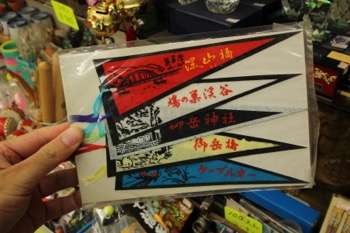 深山橋
鳩の巣渓谷
御岳神社
御岳橋
ケーブルカー